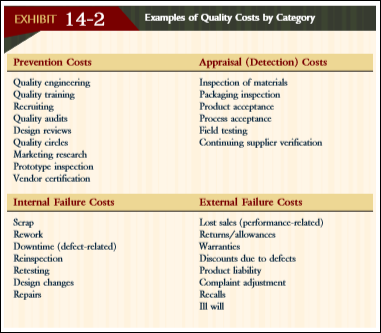 EXHIBIT 14-2
Examples of Quality Costs by Category
Prevention Costs
Quality engineering
Quality training
Recruiting
Quality audits
Design reviews
Quality circles
Marketing research
Prototype inspection
Vendor certification
Appraisal (Detection) Costs
Inspection of materials
Packaging inspection
Product acceptance
Process acceptance
Field testing
Continuing supplier verification
Internal Failure Costs
Scrap
Rework
Downtime (defect-related)
Reinspection
Retesting
Design changes
Repairs
External Failure Costs
Lost sales (performance-related)
Returns/allowances
Warranties
Discounts due to defects
Product liability
Complaint adjustment
Recalls
Ill will